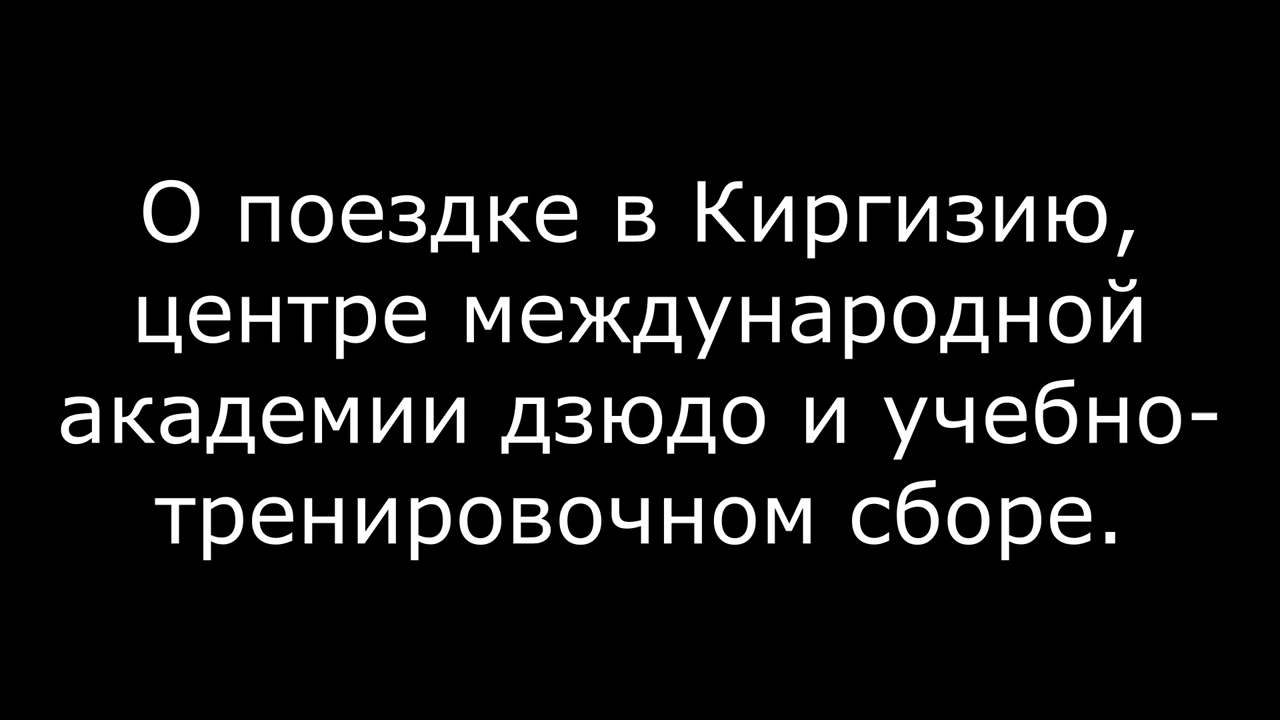 О поездке в Киргизию,
центре международной
академии дзюдо и учебно-
тренировочном сборе.